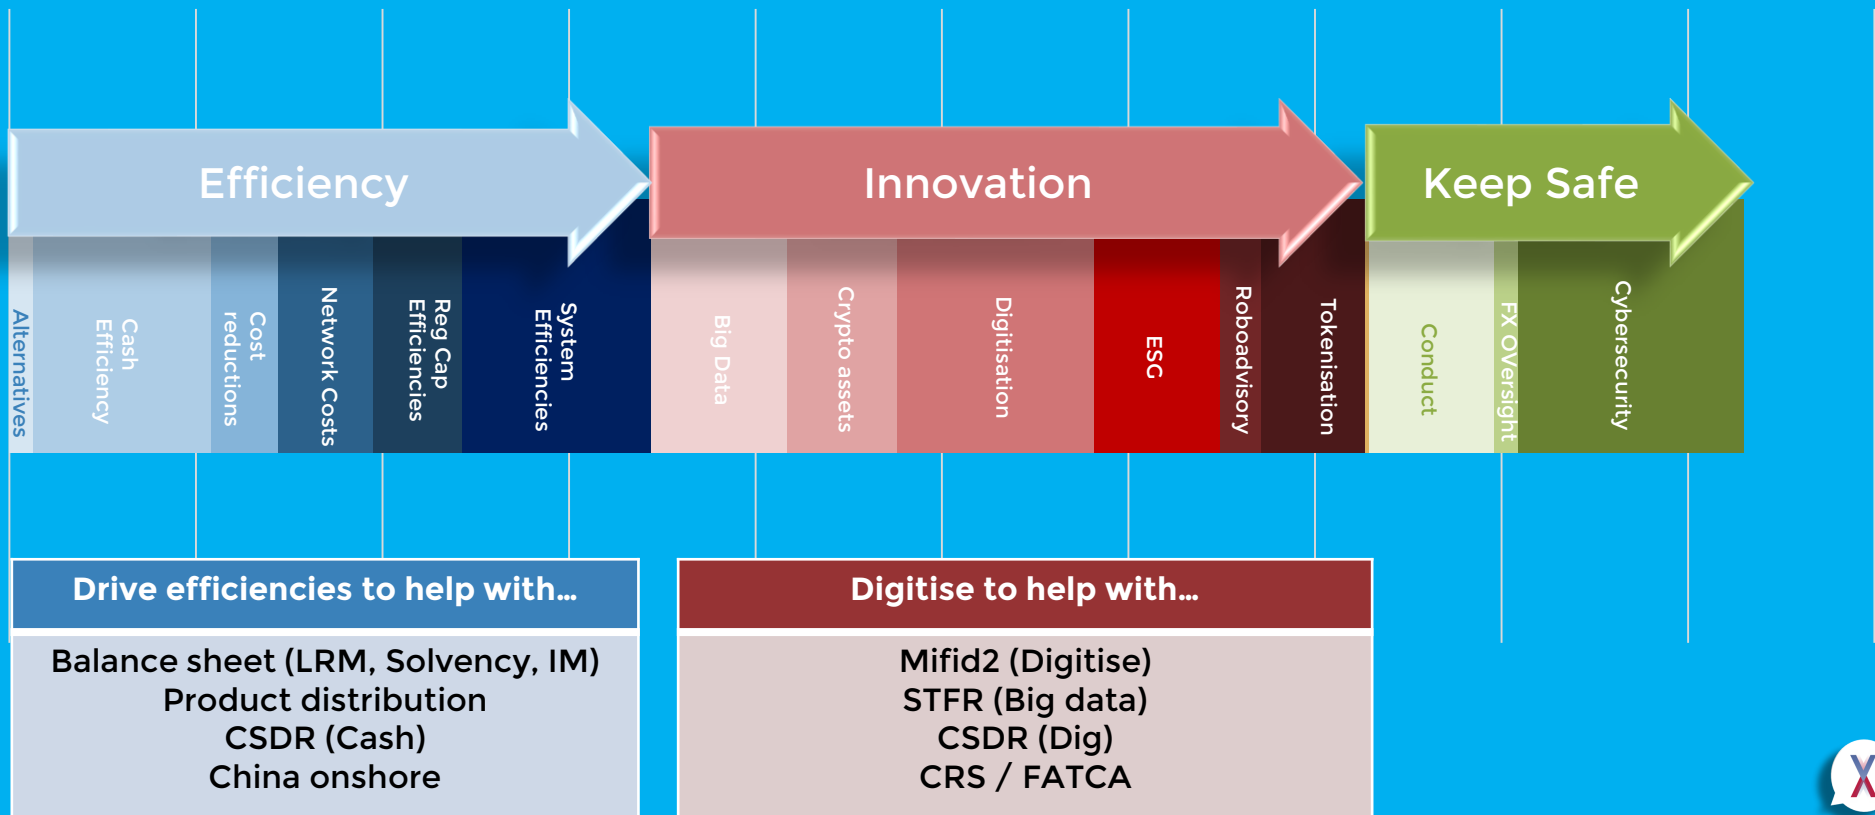 Efficiency
Innovation
Keep Safe
Alternatives
Cash
Efficiency
Cost
reductions
Network Costs
Reg Cap
Efficiencies
System
Efficiencies
Big Data
Crypto assets
Digitisation
ESG
Roboadvisory
Tokenisation
Conduct
FX OVersight
Cybersecurity
Drive efficiencies to help with...
Balance sheet (LRM, Solvency, IM)
Product distribution
CSDR (Cash)
China onshore
Digitise to help with...
Mifid2 (Digitise)
STFR (Big data)
CSDR (Dig)
CRS / FATCA
X